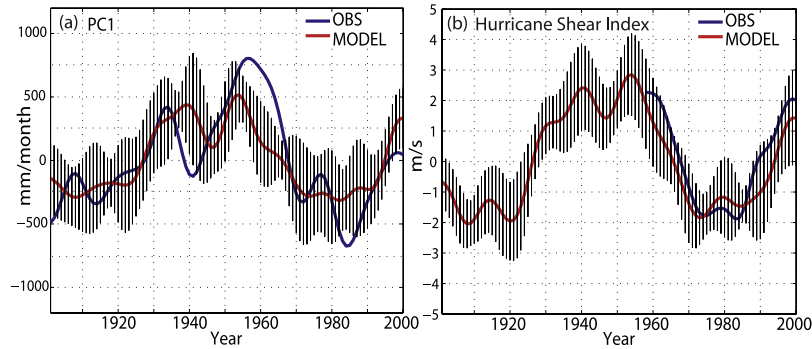 (a) PC1
OBS
MODEL
1000
500
0
-500
-1000
mm/month
1920
1940
1960
1980
2000
Year
(b) Hurricane Shear Index
OBS
MODEL
5
4
3
2
1
0
-1
-2
-3
-4
-5
m/s
1920
1940
1960
1980
2000
Year